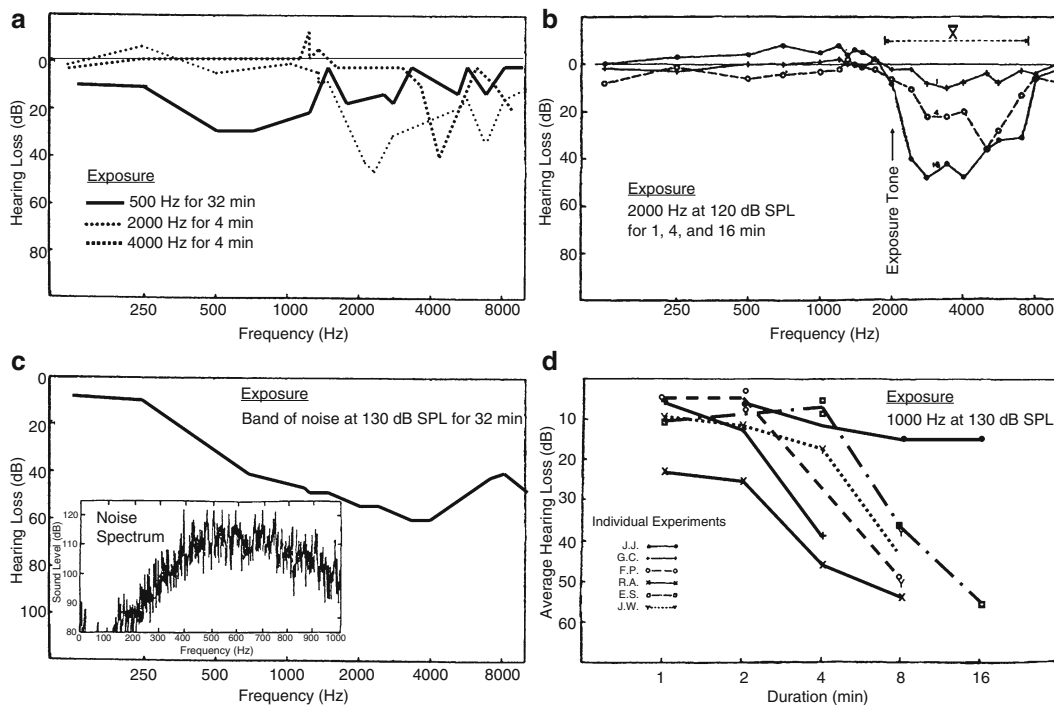 a
Hearing Loss (dB)
0
20
40
60
80
Exposure
500 Hz for 32 min
2000 Hz for 4 min
4000 Hz for 4 min
250
500
1000
2000
4000
8000
Frequency (Hz)
b
Hearing Loss (dB)
0
20
40
60
80
X
1
4
Exposure Tone
Exposure
2000 Hz at 120 dB SPL
for 1, 4, and 16 min
250
500
1000
2000
4000
8000
Frequency (Hz)
c
Hearing Loss (dB)
0
20
40
60
80
100
Exposure
Band of noise at 130 dB SPL for 32 min
Noise
Spectrum
Sound Level (dB)
120
110
100
90
80
0 100 200 300 400 500 600 700 800 900 1000
Frequency (Hz)
250
500
1000
2000
4000
8000
Frequency (Hz)
d
Average Hearing Loss (dB)
10
20
30
40
50
60
Exposure
1000 Hz at 130 dB SPL
Individual Experiments
J.J.
G.C.
F.P.
R.A.
E.S.
J.W.
1
2
4
8
16
Duration (min)